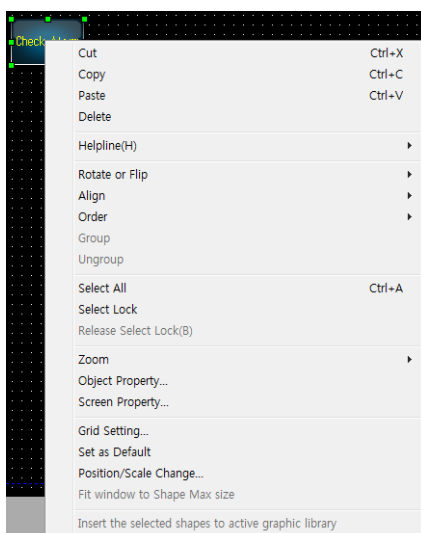 Check
Cut Ctrl+X
Copy Ctrl+C
Paste Ctrl+V
Delete
Helpline(H)
Rotate or Flip
Align
Order
Group
Ungroup
Select All Ctrl+A
Select Lock
Release Select Lock(B)
Zoom
Object Property...
Screen Property...
Grid Setting...
Set as Default
Position/Scale Change...
Fit window to Shape Max size
Insert the selected shapes to active graphic library